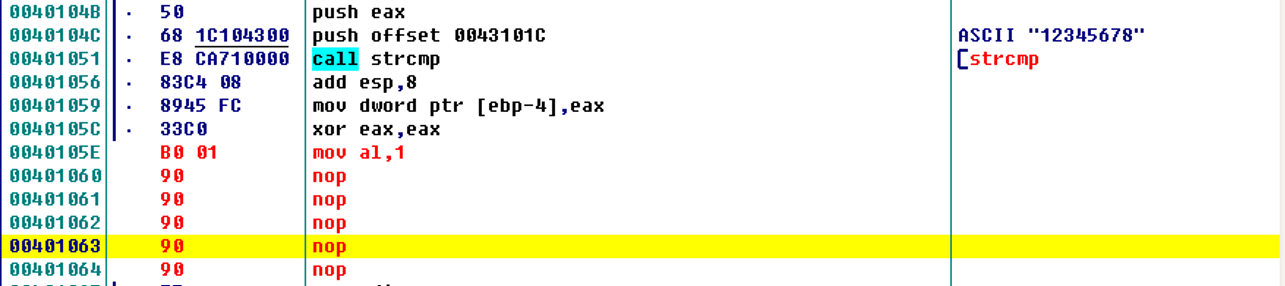 0040104B · 50 push eax
0040104C · 68 1C104300 push offset 0043101C ASCII "12345678"
00401051 · E8 CA710000 call strcmp [strcmp
00401056 · 83C4 08 add esp,8
00401059 · 8945 FC mov dword ptr [ebp-4],eax
0040105C · 33C0 xor eax,eax
0040105E B0 01 mov al,1
00401060 90 nop
00401061 90 nop
00401062 90 nop
00401063 90 nop
00401064 90 nop